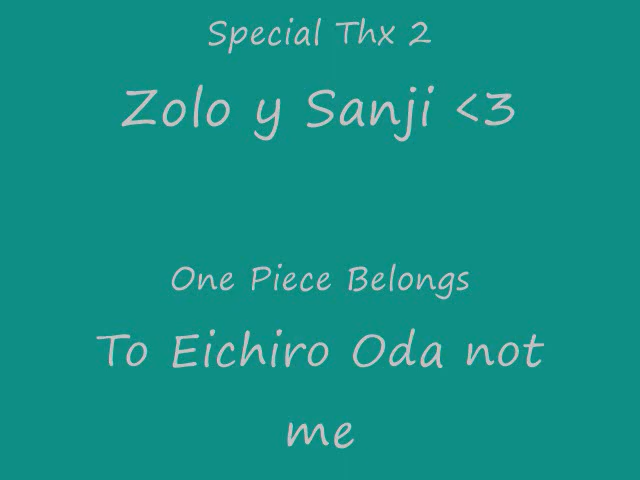 Special Thx 2
Zolo y Sanji <3
One Piece Belongs
To Eichiro Oda not
me